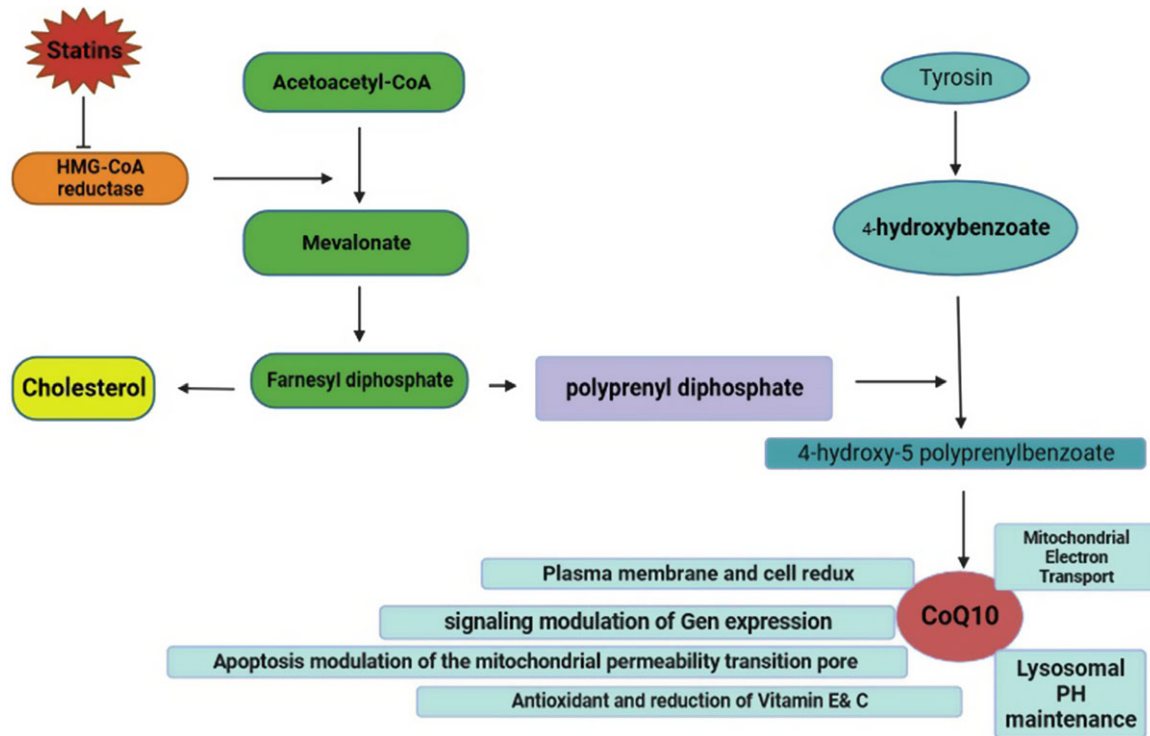 Statins
Acetoacetyl-CoA
Tyrosin
HMG-CoA
reductase
4-hydroxybenzoate
Mevalonate
Cholesterol
Farnesyl diphosphate
polyprenyl diphosphate
4-hydroxy-5 polyprenylbenzoate
Mitochondrial
Electron
Transport
Plasma membrane and cell redux
CoQ10
signaling modulation of Gen expression
Apoptosis modulation of the mitochondrial permeability transition pore
Lysosomal
PH
maintenance
Antioxidant and reduction of Vitamin E& C